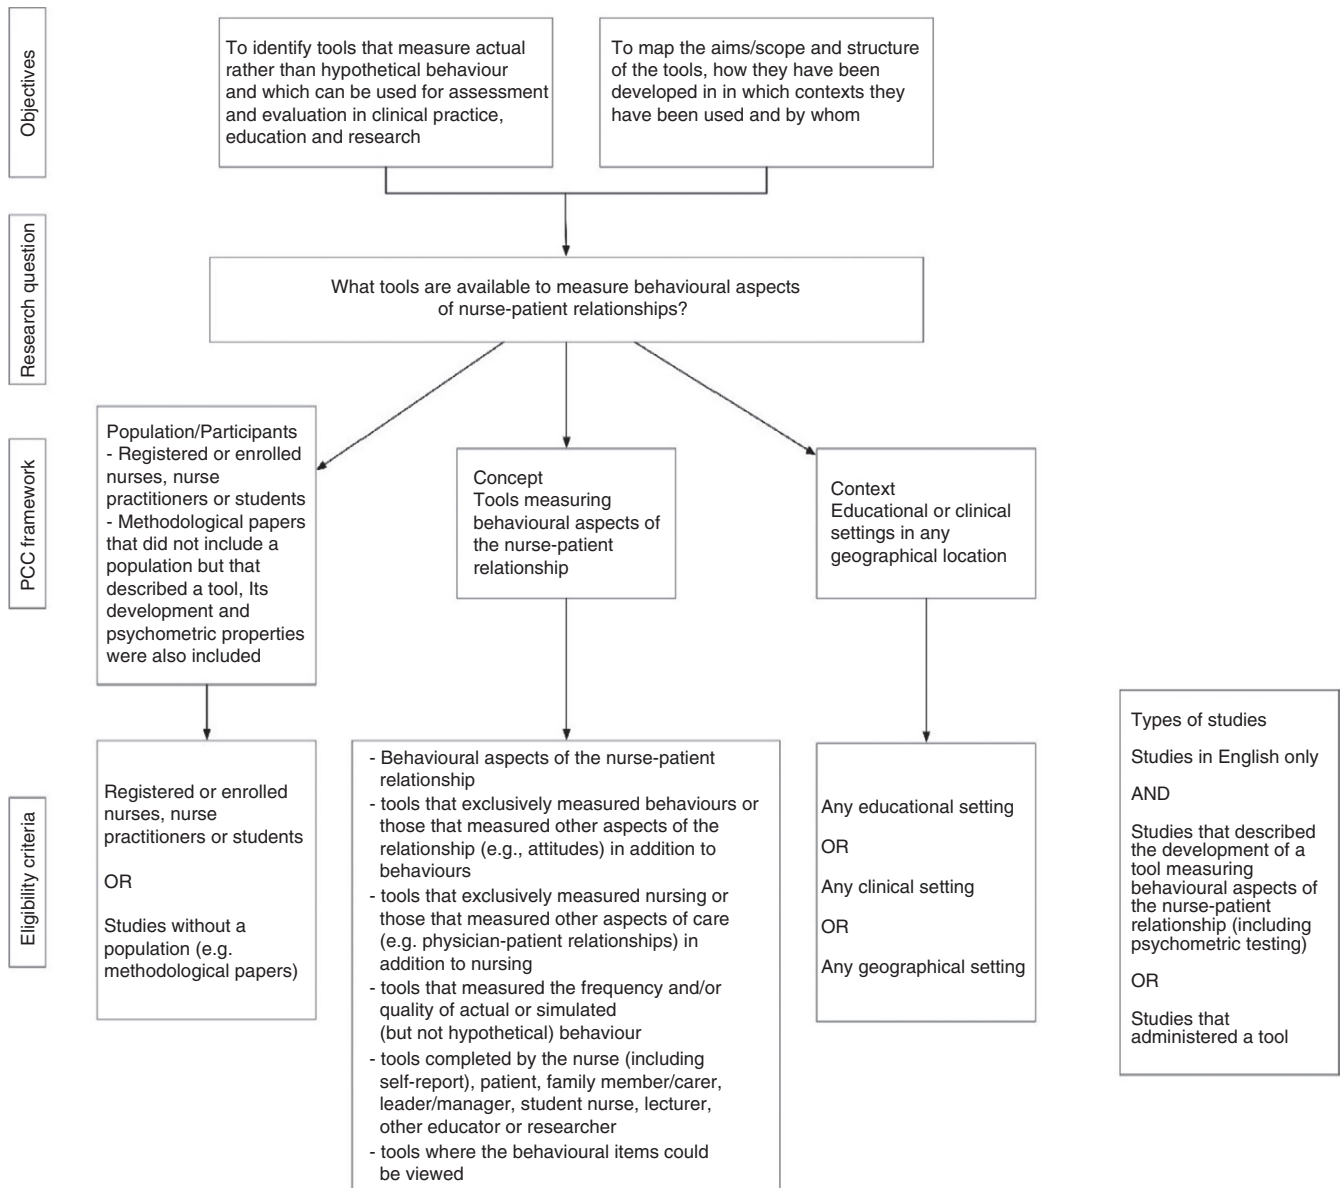 Objectives
To identify tools that measure actual
rather than hypothetical behaviour
and which can be used for assessment
and evaluation in clinical practice,
education and research
To map the aims/scope and structure
of the tools, how they have been
developed in in which contexts they
have been used and by whom
Research question
What tools are available to measure behavioural aspects
of nurse-patient relationships?
PCC framework
Population/Participants
- Registered or enrolled
nurses, nurse
practitioners or students
- Methodological papers
that did not include a
population but that
described a tool, Its
development and
psychometric properties
were also included
Concept
Tools measuring
behavioural aspects of
the nurse-patient
relationship
Context
Educational or clinical
settings in any
geographical location
Eligibility criteria
Registered or enrolled
nurses, nurse
practitioners or students
OR
Studies without a
population (e.g.
methodological papers)
- Behavioural aspects of the nurse-patient
relationship
- tools that exclusively measured behaviours or
those that measured other aspects of the
relationship (e.g., attitudes) in addition to
behaviours
- tools that exclusively measured nursing or
those that measured other aspects of care
(e.g. physician-patient relationships) in
addition to nursing
- tools that measured the frequency and/or
quality of actual or simulated
(but not hypothetical) behaviour
- tools completed by the nurse (including
self-report), patient, family member/carer,
leader/manager, student nurse, lecturer,
other educator or researcher
- tools where the behavioural items could
be viewed
Any educational setting
OR
Any clinical setting
OR
Any geographical setting
Types of studies
Studies in English only
AND
Studies that described
the development of a
tool measuring
behavioural aspects of
the nurse-patient
relationship (including
psychometric testing)
OR
Studies that
administered a tool